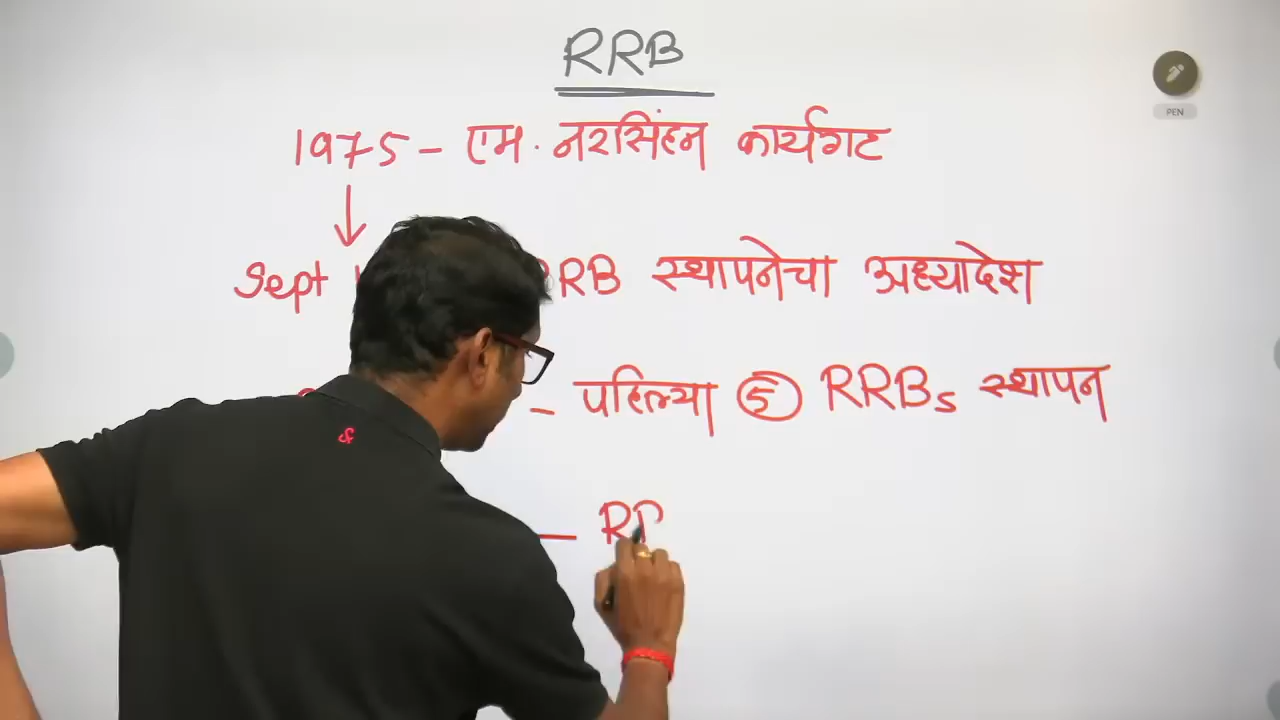 RRB
PEN
1975 - एम. नरसिंहन कार्यगट
Sept RRB स्थापनेचा अध्यादेश
- पहिल्या 5 RRBs स्थापन
-